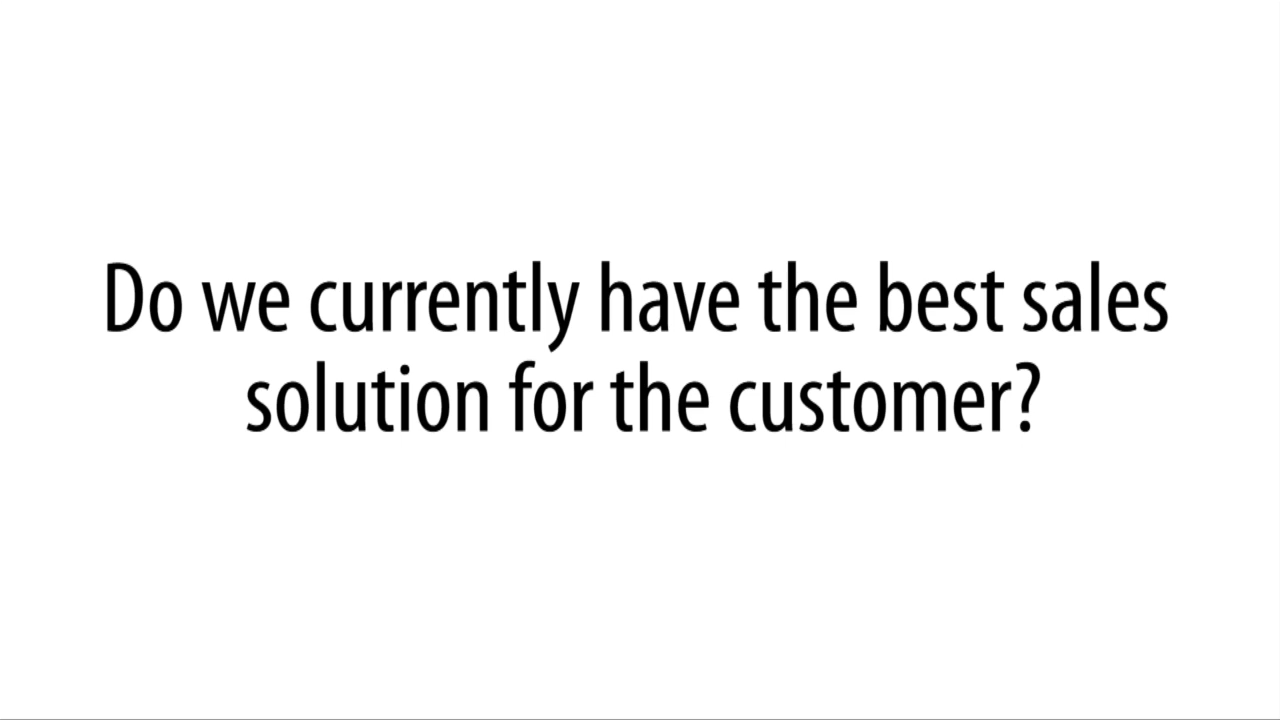 Do we currently have the best sales
solution for the customer?